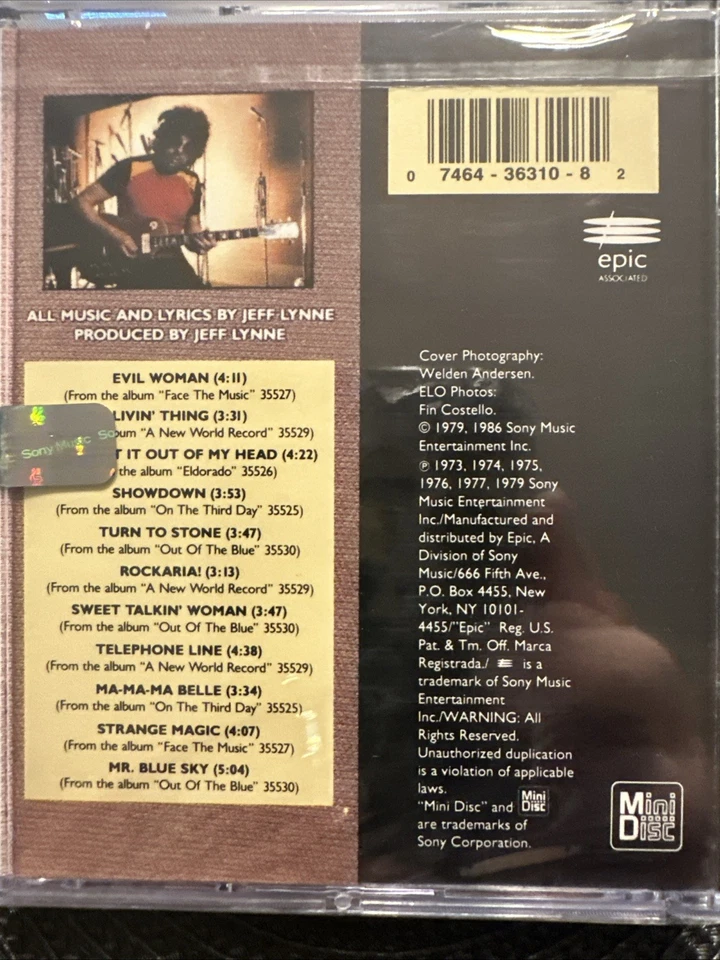 ALL MUSIC AND LYRICS BY JEFF LYNNE
PRODUCED BY JEFF LYNNE
EVIL WOMAN (4:11)
(From the album "Face The Music" 35527)
LIVIN' THING (3:31)
"A New World Record" 35529)
IT OUT OF MY HEAD (4:22)
the album "Eldorado" 35526)
SHOWDOWN (3:53)
(From the album "On The Third Day" 35525)
TURN TO STONE (3:47)
(From the album "Out Of The Blue" 35530)
ROCKARIA! (3:13)
(From the album "A New World Record" 35529)
SWEET TALKIN' WOMAN (3:47)
(From the album "Out Of The Blue" 35530)
TELEPHONE LINE (4:38)
(From the album "A New World Record" 35529)
MA-MA-MA BELLE (3:34)
(From the album "On The Third Day" 35525)
STRANGE MAGIC (4:07)
(From the album "Face The Music" 35527)
MR. BLUE SKY (5:04)
(From the album "Out Of The Blue" 35530)
Sony Music So
0 7464 - 36310 - 8 2
epic
ASSOCIATED
Cover Photography:
Welden Andersen.
ELO Photos:
Fin Costello.
© 1979, 1986 Sony Music
Entertainment Inc.
℗ 1973, 1974, 1975,
1976, 1977, 1979 Sony
Music Entertainment
Inc./Manufactured and
distributed by Epic, A
Division of Sony
Music/666 Fifth Ave.,
P.O. Box 4455, New
York, NY 10101-
4455/"Epic" Reg. U.S.
Pat. & Tm. Off. Marca
Registrada./ is a
trademark of Sony Music
Entertainment
Inc./WARNING: All
Rights Reserved.
Unauthorized duplication
is a violation of applicable
laws.
"Mini Disc" and Mini Disc
are trademarks of
Sony Corporation.
Mini
Disc